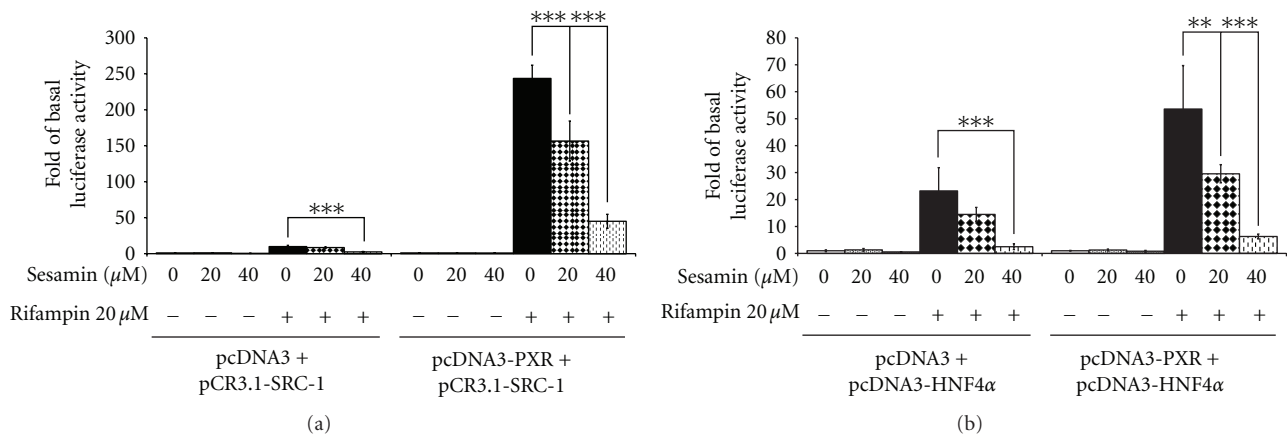 ∗∗∗ ∗∗∗
300
250
200
150
100
50
0
Fold of basal
luciferase activity
∗∗∗
Sesamin (μM) 0 20 40 0 20 40 0 20 40 0 20 40
Rifampin 20 μM − − − + + + − − − + + +
pcDNA3 +
pCR3.1-SRC-1
pcDNA3-PXR +
pCR3.1-SRC-1
(a)
∗∗ ∗∗∗
80
70
60
50
40
30
20
10
0
Fold of basal
luciferase activity
∗∗∗
Sesamin (μM) 0 20 40 0 20 40 0 20 40 0 20 40
Rifampin 20 μM − − − + + + − − − + + +
pcDNA3 +
pcDNA3-HNF4α
pcDNA3-PXR +
pcDNA3-HNF4α
(b)